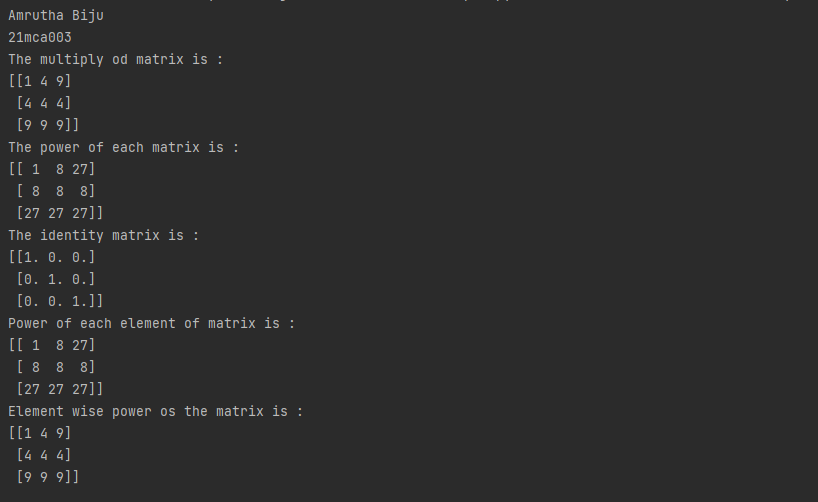 Amrutha Biju
21mca003
The multiply od matrix is :
[[1 4 9]
 [4 4 4]
 [9 9 9]]
The power of each matrix is :
[[ 1  8 27]
 [ 8  8  8]
 [27 27 27]]
The identity matrix is :
[[1. 0. 0.]
 [0. 1. 0.]
 [0. 0. 1.]]
Power of each element of matrix is :
[[ 1  8 27]
 [ 8  8  8]
 [27 27 27]]
Element wise power os the matrix is :
[[1 4 9]
 [4 4 4]
 [9 9 9]]